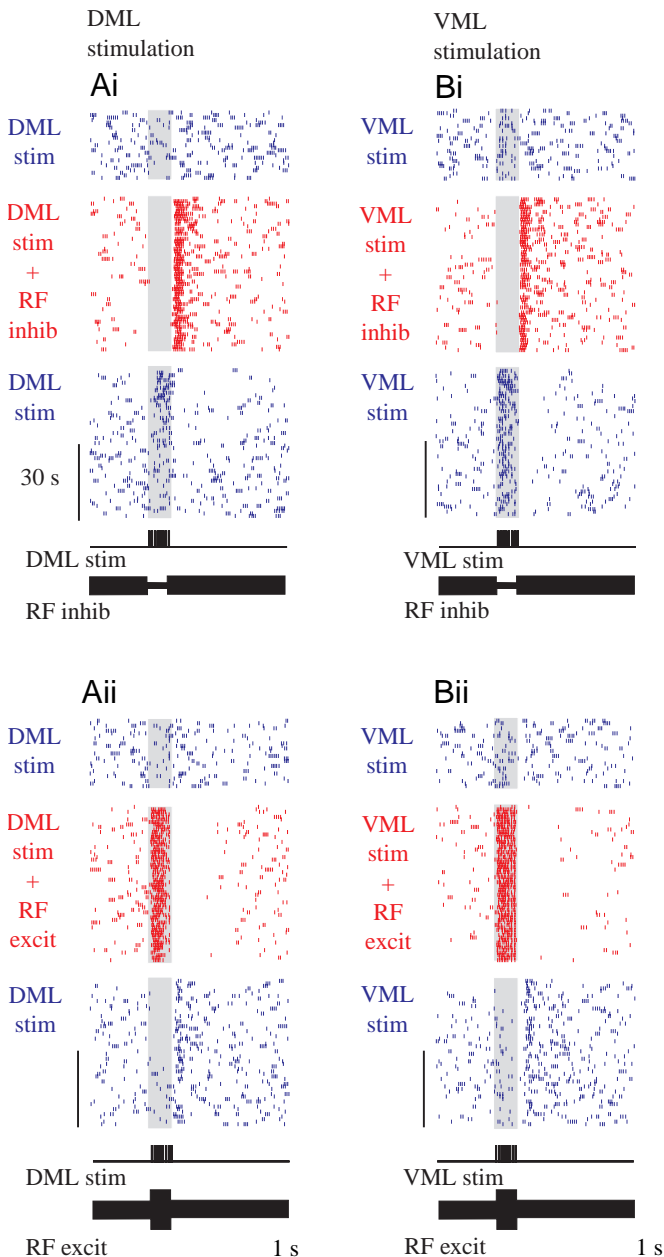 DML
stimulation
VML
stimulation
Ai
Bi
DML
stim
VML
stim
DML
stim
+
RF
inhib
VML
stim
+
RF
inhib
DML
stim
VML
stim
30 s
DML stim
VML stim
RF inhib
RF inhib
Aii
Bii
DML
stim
VML
stim
DML
stim
+
RF
excit
VML
stim
+
RF
excit
DML
stim
VML
stim
DML stim
VML stim
RF excit
1 s
RF excit
1 s